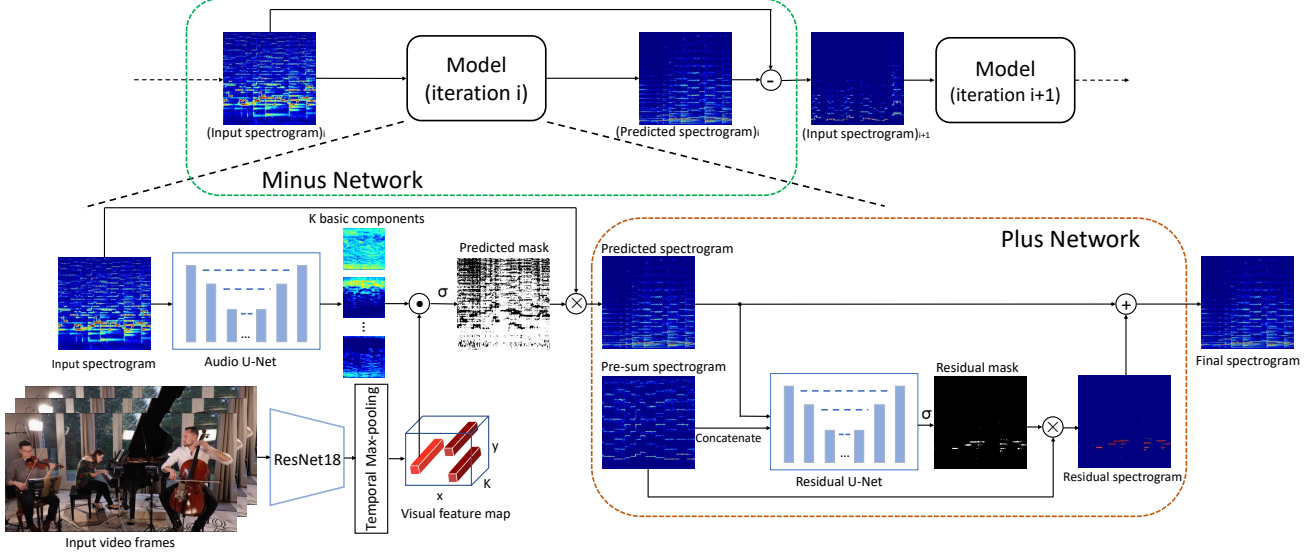 Model
(iteration i)
-
Model
(iteration i+1)
(Input spectrogram)i
(Predicted spectrogram)i
(Input spectrogram)i+1
Minus Network
K basic components
Predicted mask
σ
...
Input spectrogram
Audio U-Net
...
Plus Network
Predicted spectrogram
+
Final spectrogram
Pre-sum spectrogram
Concatenate
...
Residual U-Net
σ
Residual mask
Residual spectrogram
ResNet18
Temporal Max-pooling
x
y
K
Visual feature map
Input video frames